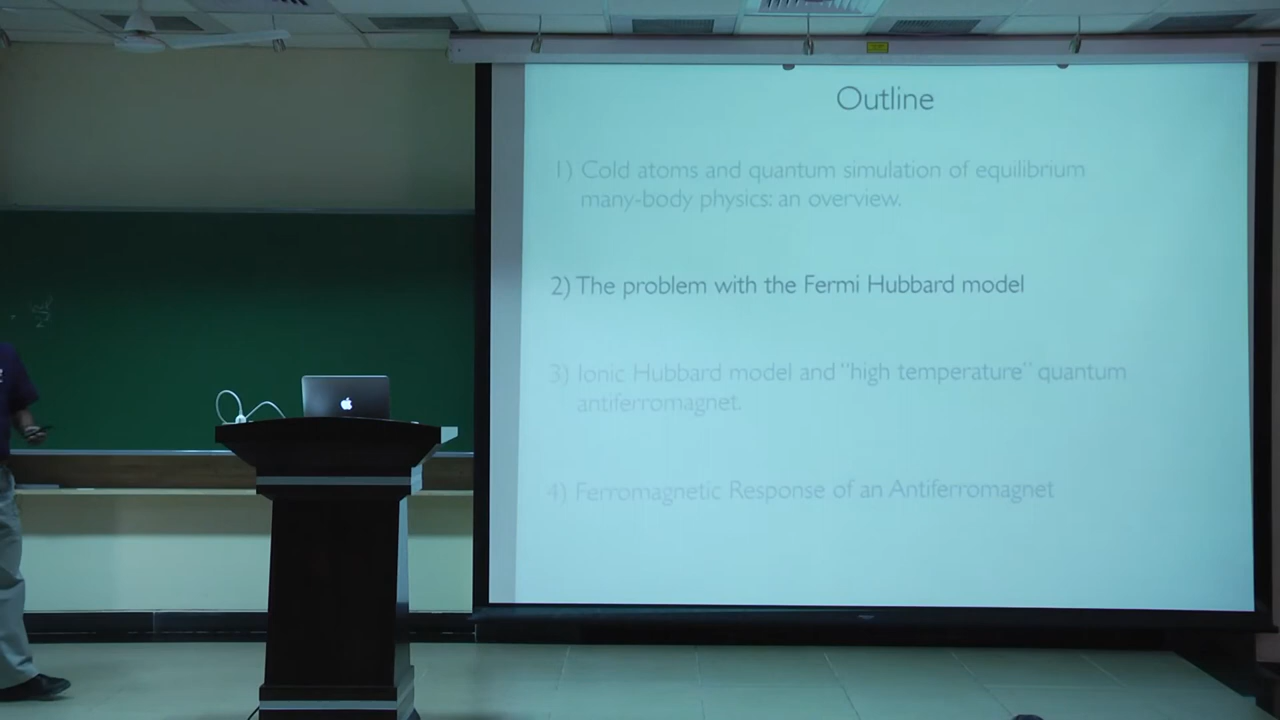 Outline
1) Cold atoms and quantum simulation of equilibrium
many-body physics: an overview.
2) The problem with the Fermi Hubbard model
3) Ionic Hubbard model and "high temperature" quantum
antiferromagnet.
4) Ferromagnetic Response of an Antiferromagnet